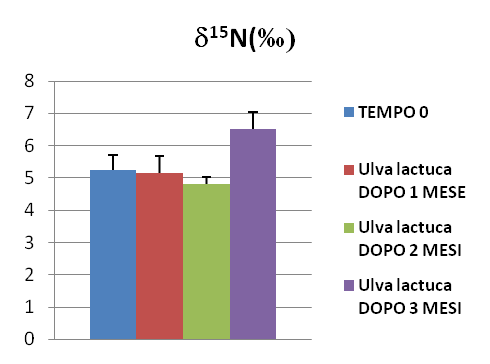 δ¹⁵N(‰)
8
7
6
5
4
3
2
1
0
TEMPO 0
Ulva lactuca
DOPO 1 MESE
Ulva lactuca
DOPO 2 MESI
Ulva lactuca
DOPO 3 MESI